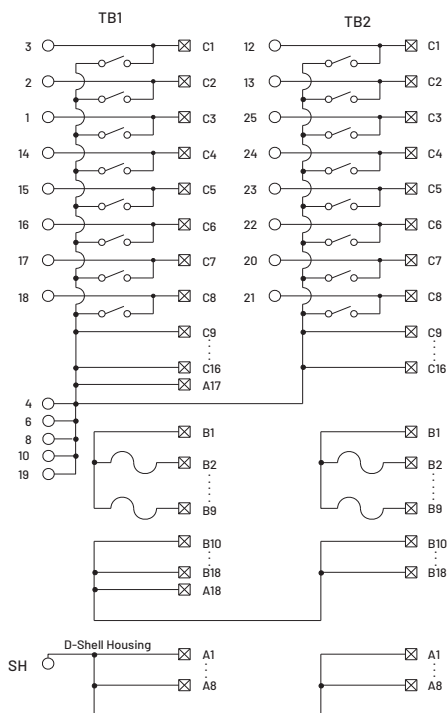 TB1 TB2
3 C1 12 C1
2 C2 13 C2
1 C3 25 C3
14 C4 24 C4
15 C5 23 C5
16 C6 22 C6
17 C7 20 C7
18 C8 21 C8
C9 C9
C16 C16
A17
4
6
8
10
19
B1 B1
B2 B2
B9 B9
B10 B10
B18 B18
A18
D-Shell Housing
SH A1 A1
A8 A8